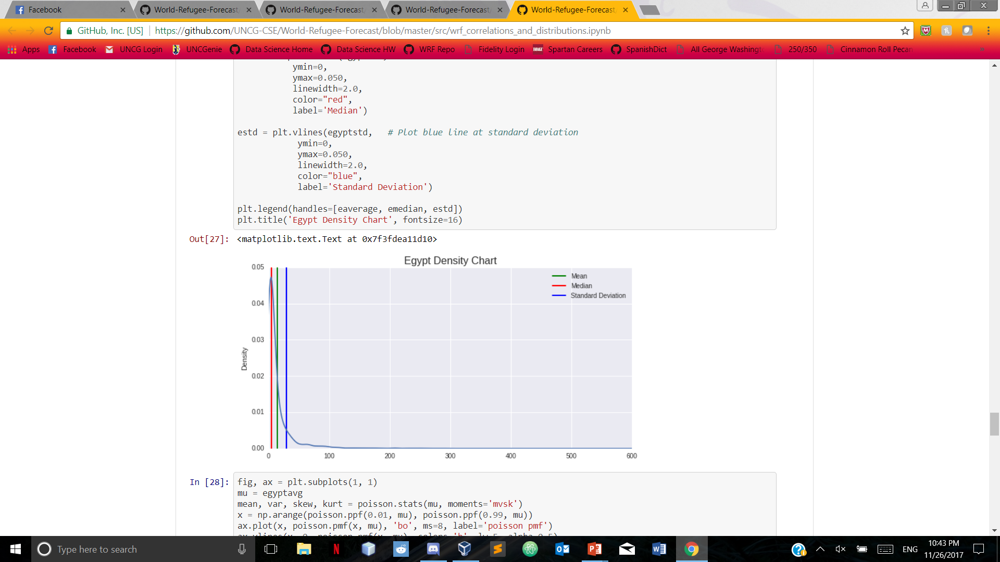 Facebook
World-Refugee-Forecast
World-Refugee-Forecast
World-Refugee-Forecast
World-Refugee-Forecast
GitHub, Inc. [US]
https://github.com/UNCG-CSE/World-Refugee-Forecast/blob/master/src/wrf_correlations_and_distributions.ipynb
Apps Facebook UNCG Login UNCGenie Data Science Home Data Science HW WRF Repo Fidelity Login Spartan Careers SpanishDict All George Washingt 250/350 Cinnamon Roll Pecan
ymin=0,
ymax=0.050,
linewidth=2.0,
color="red",
label='Median')
estd = plt.vlines(egyptstd,   # Plot blue line at standard deviation
ymin=0,
ymax=0.050,
linewidth=2.0,
color="blue",
label='Standard Deviation')
plt.legend(handles=[eaverage, emedian, estd])
plt.title('Egypt Density Chart', fontsize=16)
Out[27]: <matplotlib.text.Text at 0x7f3fdea11d10>
Egypt Density Chart
Mean
Median
Standard Deviation
Density
0.05
0.04
0.03
0.02
0.01
0.00
0 100 200 300 400 500 600
In [28]: fig, ax = plt.subplots(1, 1)
mu = egyptavg
mean, var, skew, kurt = poisson.stats(mu, moments='mvsk')
x = np.arange(poisson.ppf(0.01, mu), poisson.ppf(0.99, mu))
ax.plot(x, poisson.pmf(x, mu), 'bo', ms=8, label='poisson pmf')
Type here to search
ENG
10:43 PM
11/26/2017